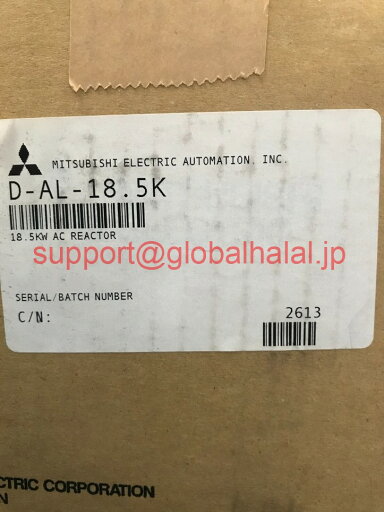 MITSUBISHI ELECTRIC AUTOMATION, INC.
D-AL-18.5K
18.5KW AC REACTOR
support@globalhalal.jp
SERIAL/BATCH NUMBER
C/N:
2613
CTRIC CORPORATION
N